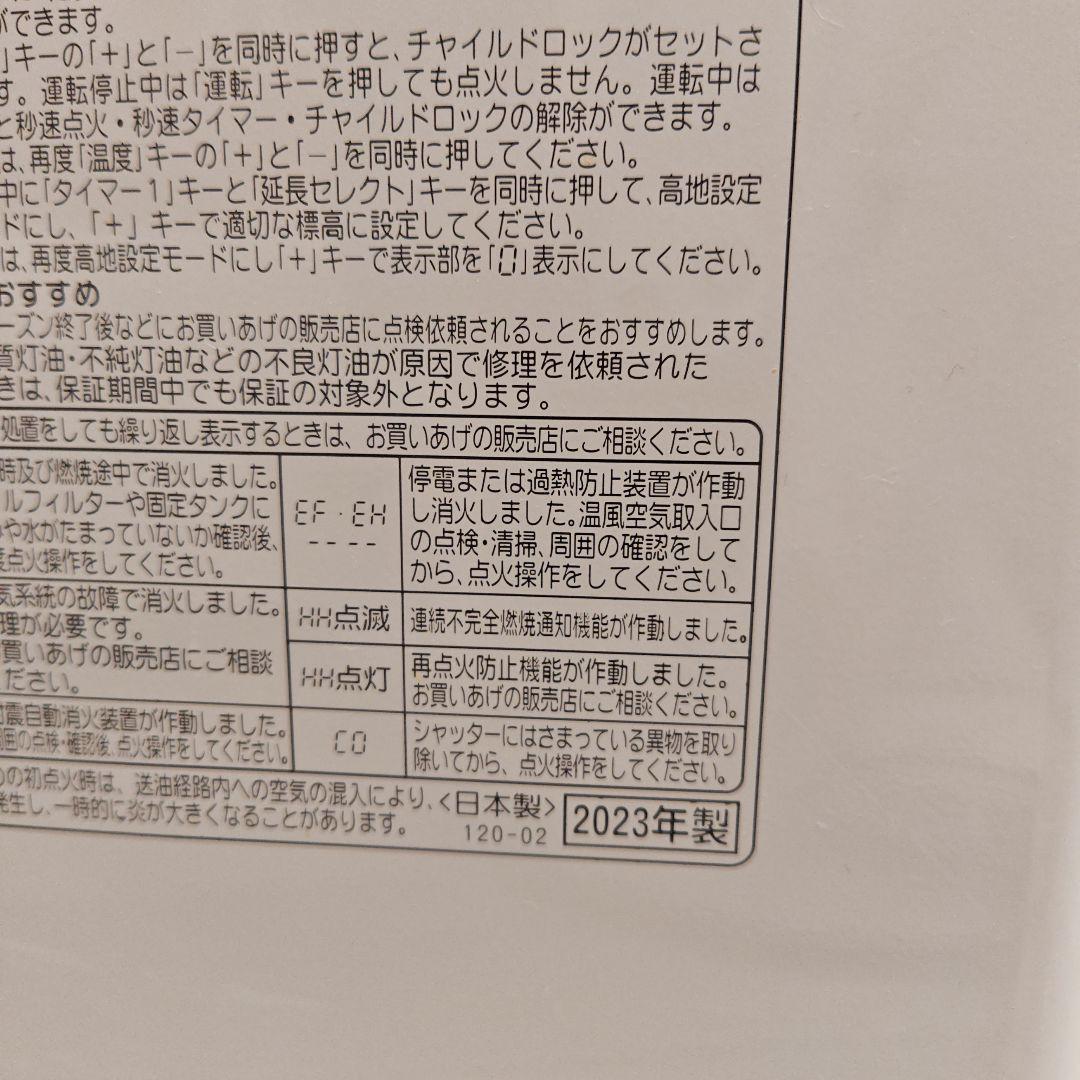 ができます。
」キーの「+」と「-」を同時に押すと、チャイルドロックがセットさ
す。運転停止中は「運転」キーを押しても点火しません。運転中は
と秒速点火・秒速タイマー・チャイルドロックの解除ができます。
は、再度「温度」キーの「+」と「-」を同時に押してください。
中に「タイマー1」キーと「延長セレクト」キーを同時に押して、高地設定
ドにし、「+」キーで適切な標高に設定してください。
は、再度高地設定モードにし「+」キーで表示部を「0」表示にしてください。
おすすめ
ーズン終了後などにお買いあげの販売店に点検依頼されることをおすすめします。
質灯油・不純灯油などの不良灯油が原因で修理を依頼された
きは、保証期間中でも保証の対象外となります。
処置をしても繰り返し表示するときは、お買いあげの販売店にご相談ください。
時及び燃焼途中で消火しました。
ルフィルターや固定タンクに
や水がたまっていないか確認後、
度点火操作をしてください。
EF・EH
----
停電または過熱防止装置が作動
し消火しました。温風空気取入口
の点検・清掃、周囲の確認をして
から、点火操作をしてください。
気系統の故障で消火しました。
理が必要です。
買いあげの販売店にご相談
ください。
HH点滅
連続不完全燃焼通知機能が作動しました。
HH点灯
再点火防止機能が作動しました。
お買いあげの販売店にご相談ください。
震自動消火装置が作動しました。
囲の点検・確認後、点火操作をしてください。
C0
シャッターにはさまっている異物を取り
除いてから、点火操作をしてください。
の初点火時は、送油経路内への空気の混入により、
発生し、一時的に炎が大きくなることがあります。
<日本製>
120-02
2023年製